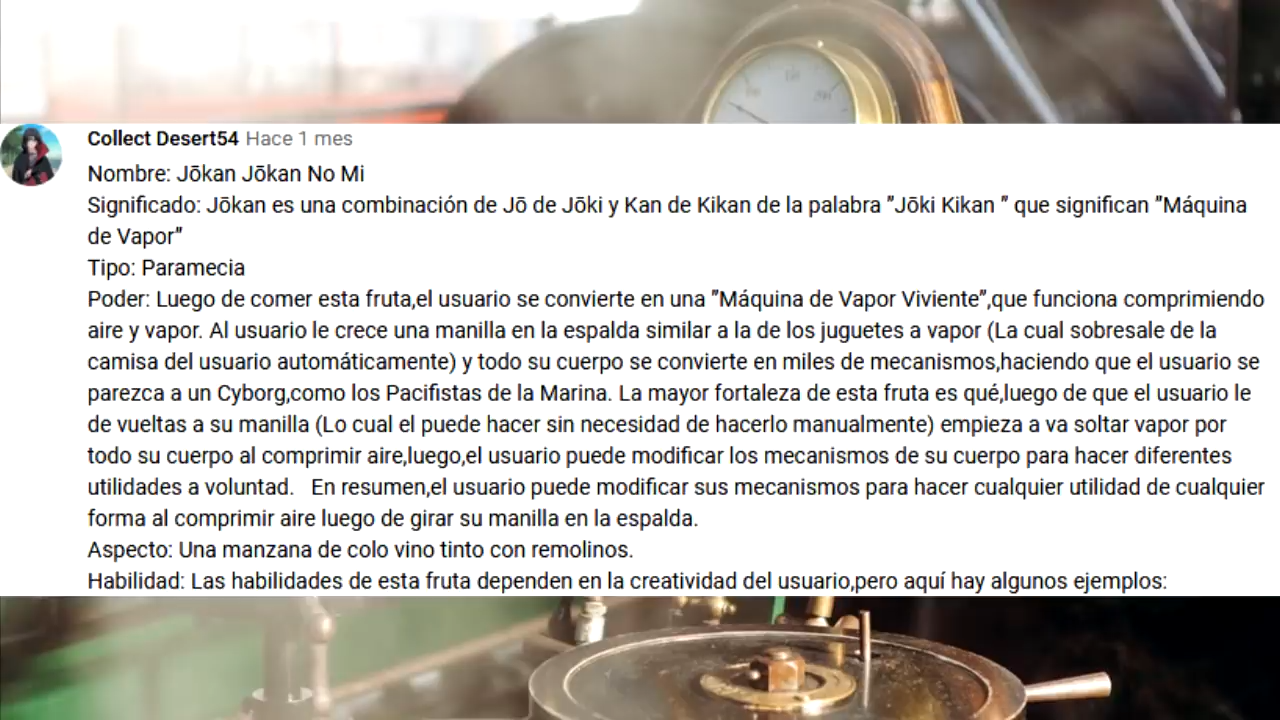 Collect Desert54 Hace 1 mes
Nombre: Jōkan Jōkan No Mi
Significado: Jōkan es una combinación de Jō de Jōki y Kan de Kikan de la palabra "Jōki Kikan " que significan "Máquina
de Vapor"
Tipo: Paramecia
Poder: Luego de comer esta fruta,el usuario se convierte en una "Máquina de Vapor Viviente",que funciona comprimiendo
aire y vapor. Al usuario le crece una manilla en la espalda similar a la de los juguetes a vapor (La cual sobresale de la
camisa del usuario automáticamente) y todo su cuerpo se convierte en miles de mecanismos,haciendo que el usuario se
parezca a un Cyborg,como los Pacifistas de la Marina. La mayor fortaleza de esta fruta es qué,luego de que el usuario le
de vueltas a su manilla (Lo cual el puede hacer sin necesidad de hacerlo manualmente) empieza a va soltar vapor por
todo su cuerpo al comprimir aire,luego,el usuario puede modificar los mecanismos de su cuerpo para hacer diferentes
utilidades a voluntad.   En resumen,el usuario puede modificar sus mecanismos para hacer cualquier utilidad de cualquier
forma al comprimir aire luego de girar su manilla en la espalda.
Aspecto: Una manzana de colo vino tinto con remolinos.
Habilidad: Las habilidades de esta fruta dependen en la creatividad del usuario,pero aquí hay algunos ejemplos: